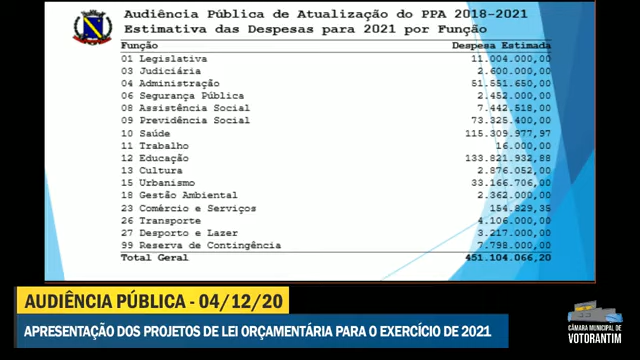 Audiência Pública de Atualização do PPA 2018-2021
Estimativa das Despesas para 2021 por Função
Função Despesa Estimada
01 Legislativa 11.004.000,00
03 Judiciária 2.600.000,00
04 Administração 51.551.650,00
06 Segurança Pública 2.452.000,00
08 Assistência Social 7.442.518,00
09 Previdência Social 73.325.400,00
10 Saúde 115.309.977,97
11 Trabalho 16.000,00
12 Educação 133.821.932,88
13 Cultura 2.876.052,00
15 Urbanismo 33.166.706,00
18 Gestão Ambiental 2.362.000,00
23 Comércio e Serviços 154.829,35
26 Transporte 4.106.000,00
27 Desporto e Lazer 3.217.000,00
99 Reserva de Contingência 7.798.000,00
Total Geral 451.104.066,20
AUDIÊNCIA PÚBLICA - 04/12/20
APRESENTAÇÃO DOS PROJETOS DE LEI ORÇAMENTÁRIA PARA O EXERCÍCIO DE 2021
CÂMARA MUNICIPAL DE
VOTORANTIM